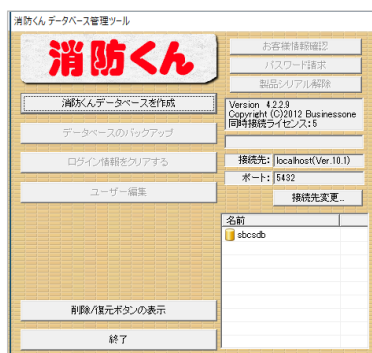 消防くん データベース管理ツール
消防くん
お客様情報確認
パスワード請求
製品シリアル解除
消防くんデータベースを作成
データベースのバックアップ
ログイン情報をクリアする
ユーザー編集
Version 4.2.2.9
Copyright (C)2012 Businessone
同時接続ライセンス:5
接続先: localhost(Ver.10.1)
ポート: 5432
接続先変更...
名前
sbcsdb
削除/復元ボタンの表示
終了